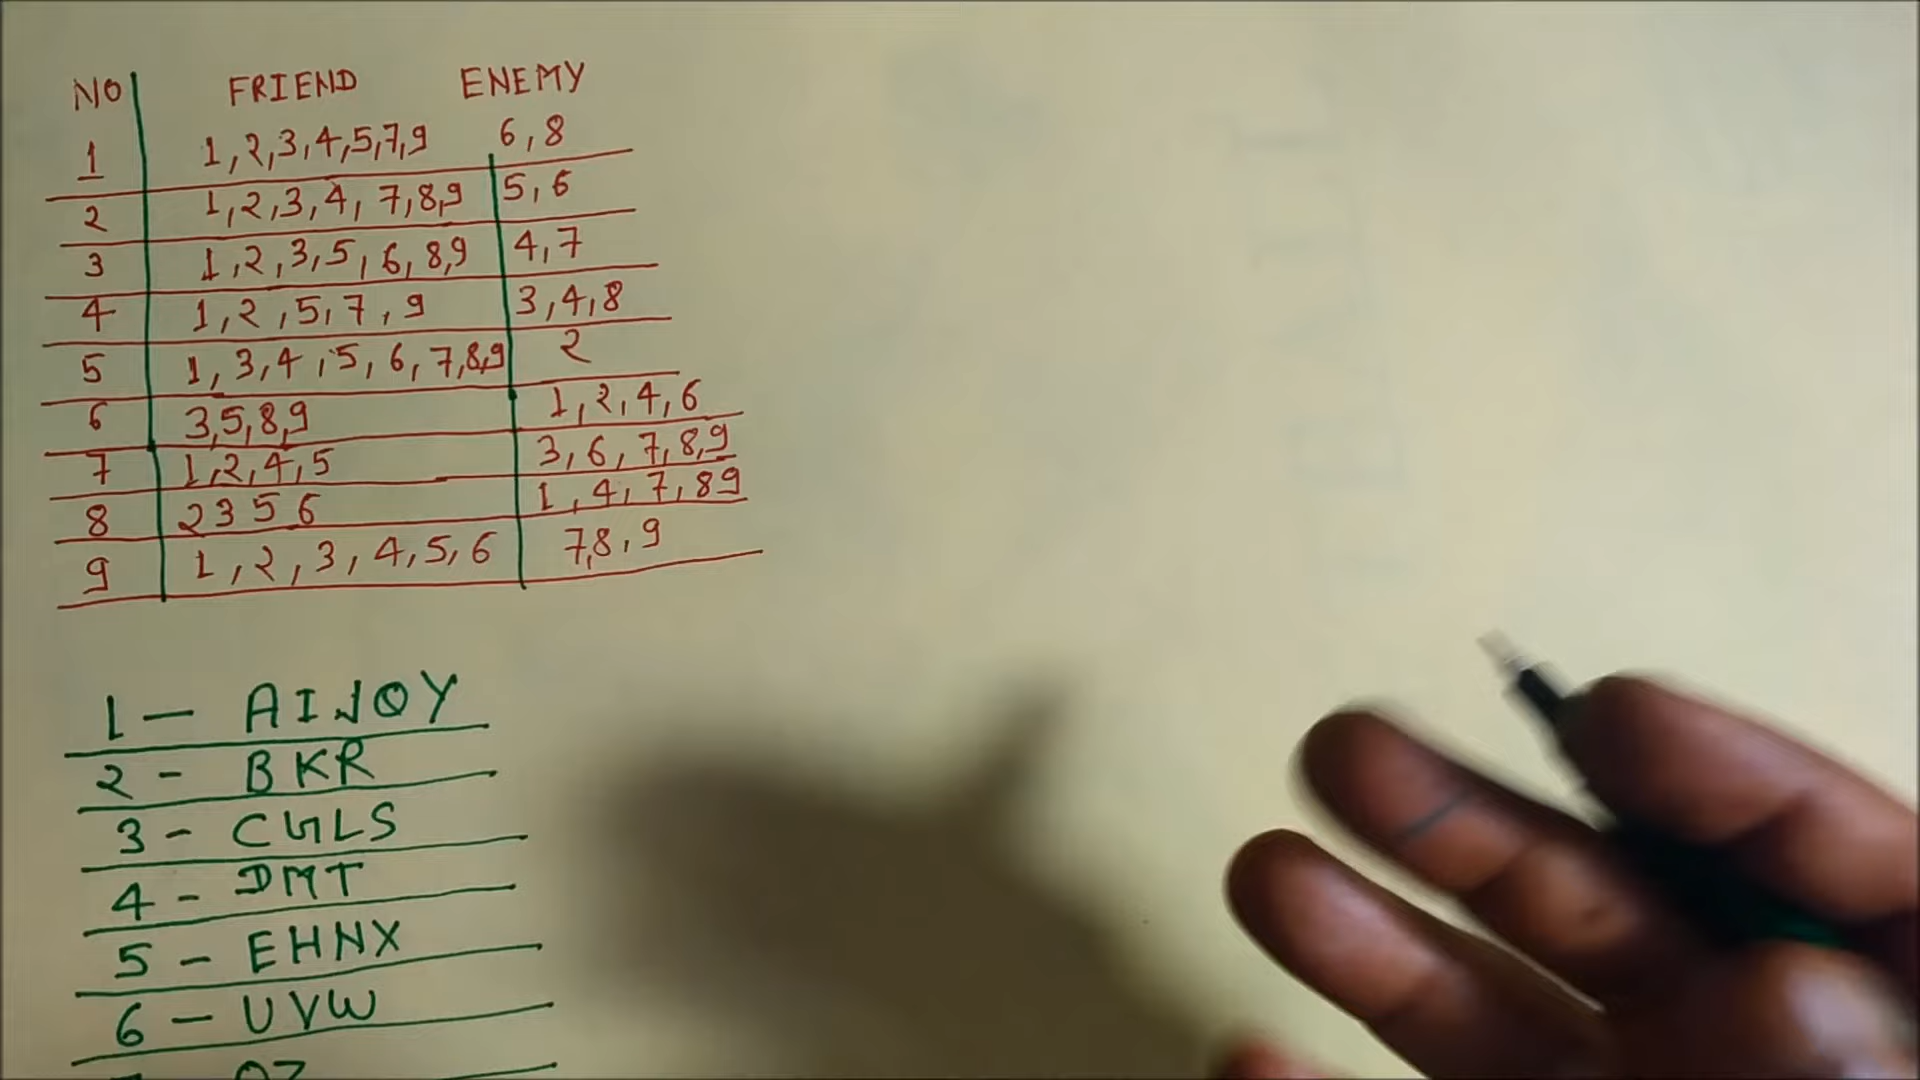 NO FRIEND ENEMY
1 1,2,3,4,5,7,9 6,8
2 1,2,3,4, 7,8,9 5,6
3 1,2,3,5,6,8,9 4,7
4 1,2,5,7,9 3,4,8
5 1,3,4,5,6,7,8,9 2
6 3,5,8,9 1,2,4,6
7 1,2,4,5 3,6,7,8,9
8 2 3 5 6 1,4,7,89
9 1,2,3,4,5,6 7,8,9
1 — AIJQY
2 - BKR
3 - CGLS
4 - DMT
5 - EHNX
6 — UVW
OZ